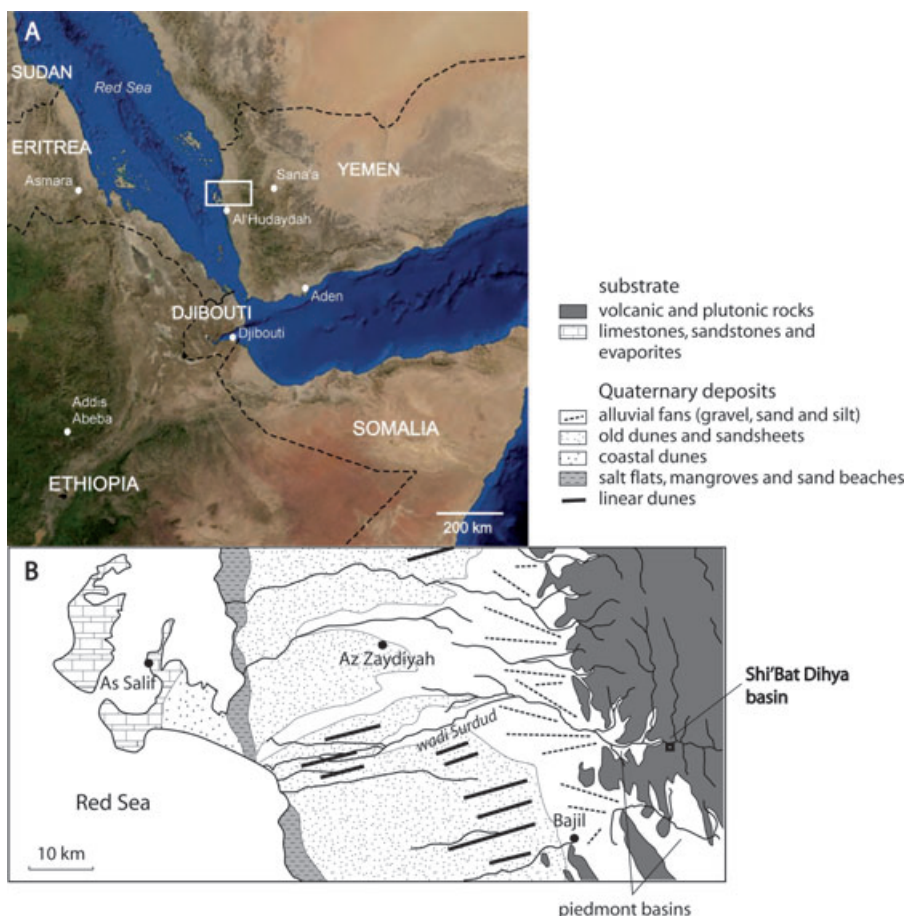 A
SUDAN
Red Sea
ERITREA
Asmara
Sana'a
YEMEN
Al'Hudaydah
Aden
DJIBOUTI
Djibouti
Addis
Abeba
SOMALIA
ETHIOPIA
200 km
substrate
volcanic and plutonic rocks
limestones, sandstones and
evaporites
Quaternary deposits
alluvial fans (gravel, sand and silt)
old dunes and sandsheets
coastal dunes
salt flats, mangroves and sand beaches
linear dunes
B
As Salif
Az Zaydiyah
Shi'Bat Dihya
basin
wadi Surdud
Red Sea
Bajil
10 km
piedmont basins